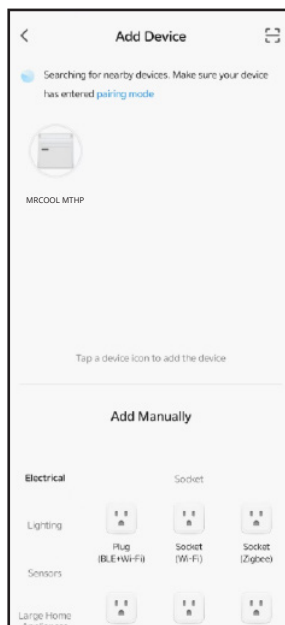 Add Device
Searching for nearby devices. Make sure your device
has entered pairing mode
MRCOOL MTHP
Tap a device icon to add the device
Add Manually
Electrical
Socket
Lighting
Plug
(BLE+Wi-Fi)
Socket
(Wi-Fi)
Socket
(Zigbee)
Sensors
Large Home